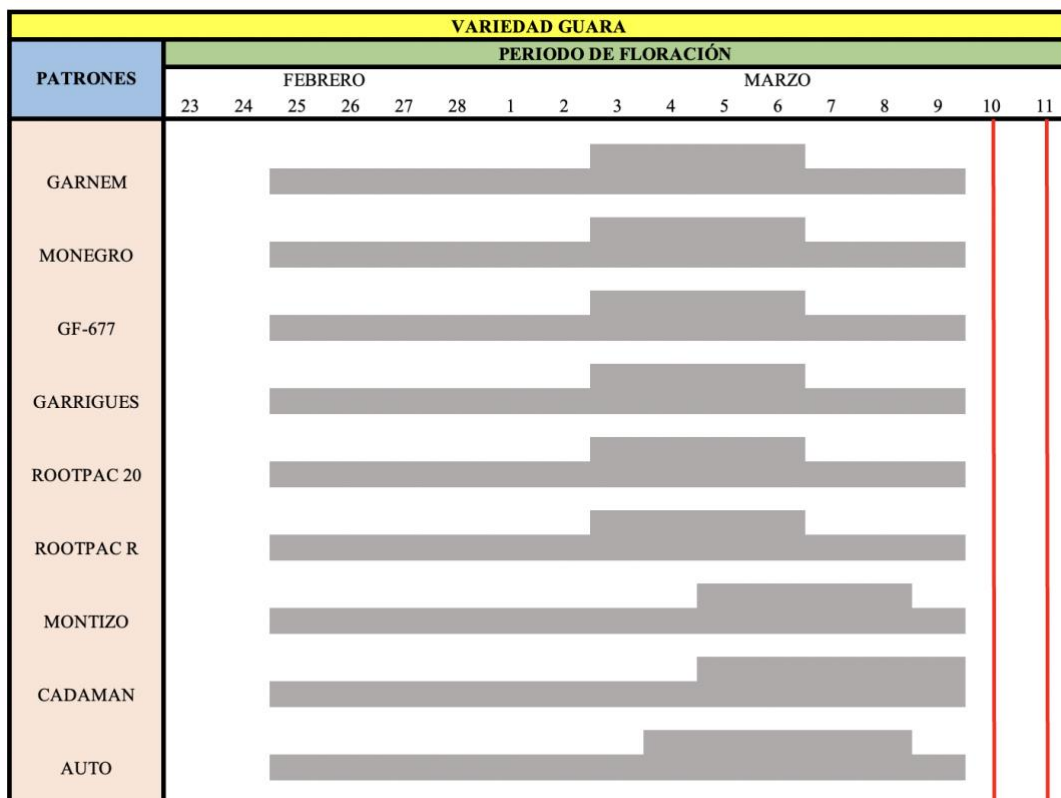 VARIEDAD GUARA
PATRONES
PERIODO DE FLORACIÓN
FEBRERO MARZO
23 24 25 26 27 28 1 2 3 4 5 6 7 8 9 10 11
GARNEM
MONEGRO
GF-677
GARRIGUES
ROOTPAC 20
ROOTPAC R
MONTIZO
CADAMAN
AUTO